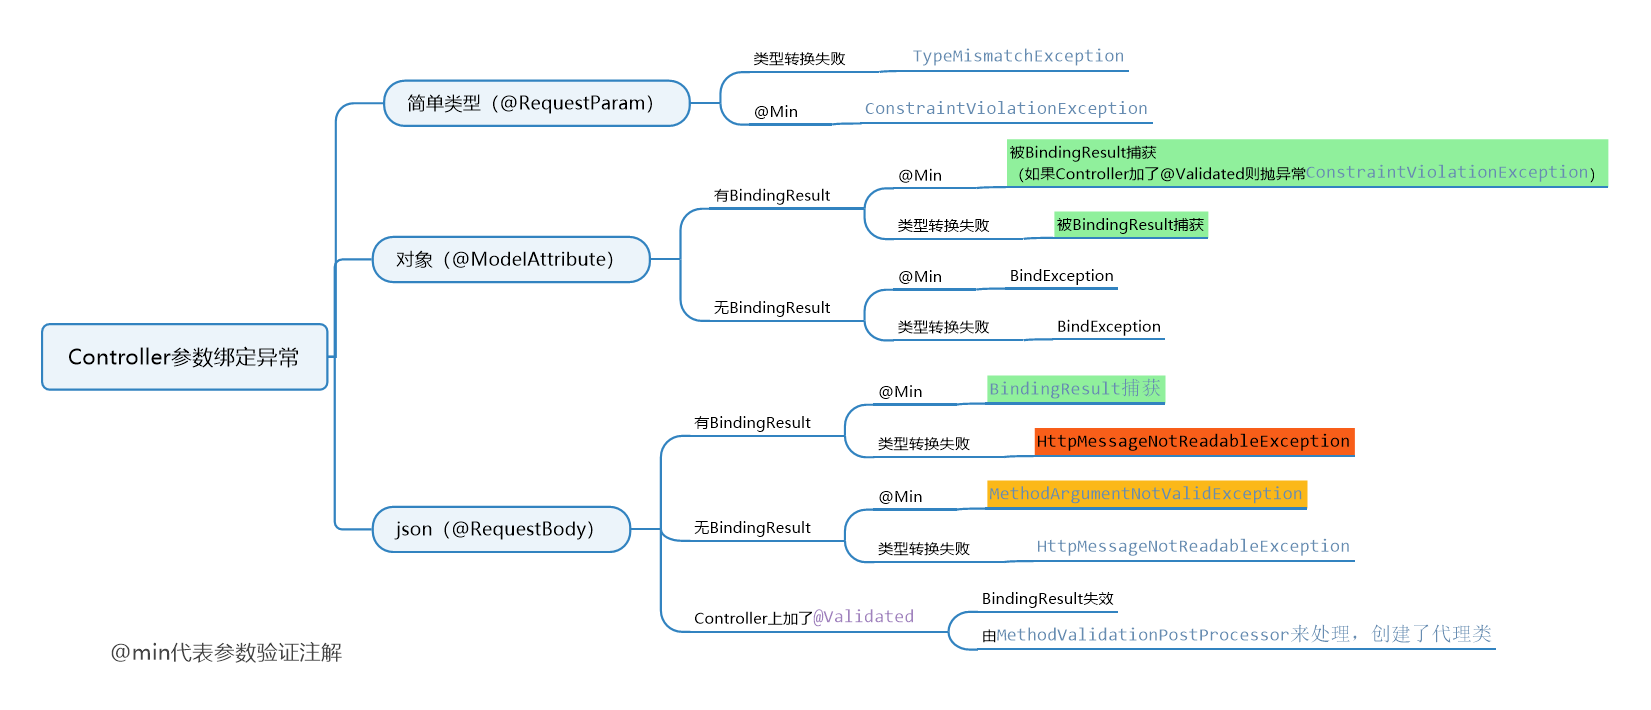 Controller参数绑定异常
简单类型（@RequestParam）
类型转换失败
TypeMismatchException
@Min
ConstraintViolationException
对象（@ModelAttribute）
有BindingResult
@Min
被BindingResult捕获
（如果Controller加了@Validated则抛异常ConstraintViolationException）
类型转换失败
被BindingResult捕获
无BindingResult
@Min
BindException
类型转换失败
BindException
json（@RequestBody）
有BindingResult
@Min
BindingResult捕获
类型转换失败
HttpMessageNotReadableException
无BindingResult
@Min
MethodArgumentNotValidException
类型转换失败
HttpMessageNotReadableException
Controller上加了@Validated
BindingResult失效
由MethodValidationPostProcessor来处理，创建了代理类
@min代表参数验证注解